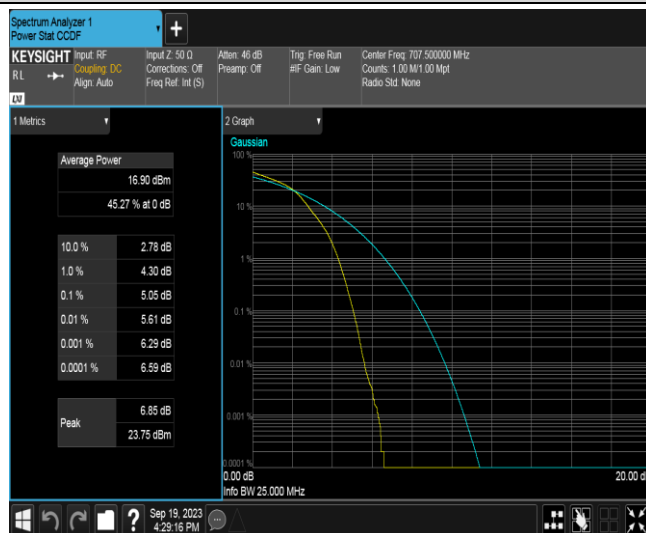 Spectrum Analyzer 1
Power Stat CCDF
KEYSIGHT
RL
LXI
Input: RF
Coupling: DC
Align: Auto
Input Z: 50 Ω
Corrections: Off
Freq Ref: Int (S)
Atten: 46 dB
Preamp: Off
Trig: Free Run
#IF Gain: Low
Center Freq: 707.500000 MHz
Counts: 1.00 M/1.00 Mpt
Radio Std: None
1 Metrics
Average Power
16.90 dBm
45.27 % at 0 dB
10.0 % 2.78 dB
1.0 % 4.30 dB
0.1 % 5.05 dB
0.01 % 5.61 dB
0.001 % 6.29 dB
0.0001 % 6.59 dB
Peak
6.85 dB
23.75 dBm
2 Graph
Gaussian
100 %
10 %
1 %
0.1 %
0.01 %
0.001 %
0.0001 %
0.00 dB
20.00 d
Info BW 25.000 MHz
?
Sep 19, 2023
4:29:16 PM